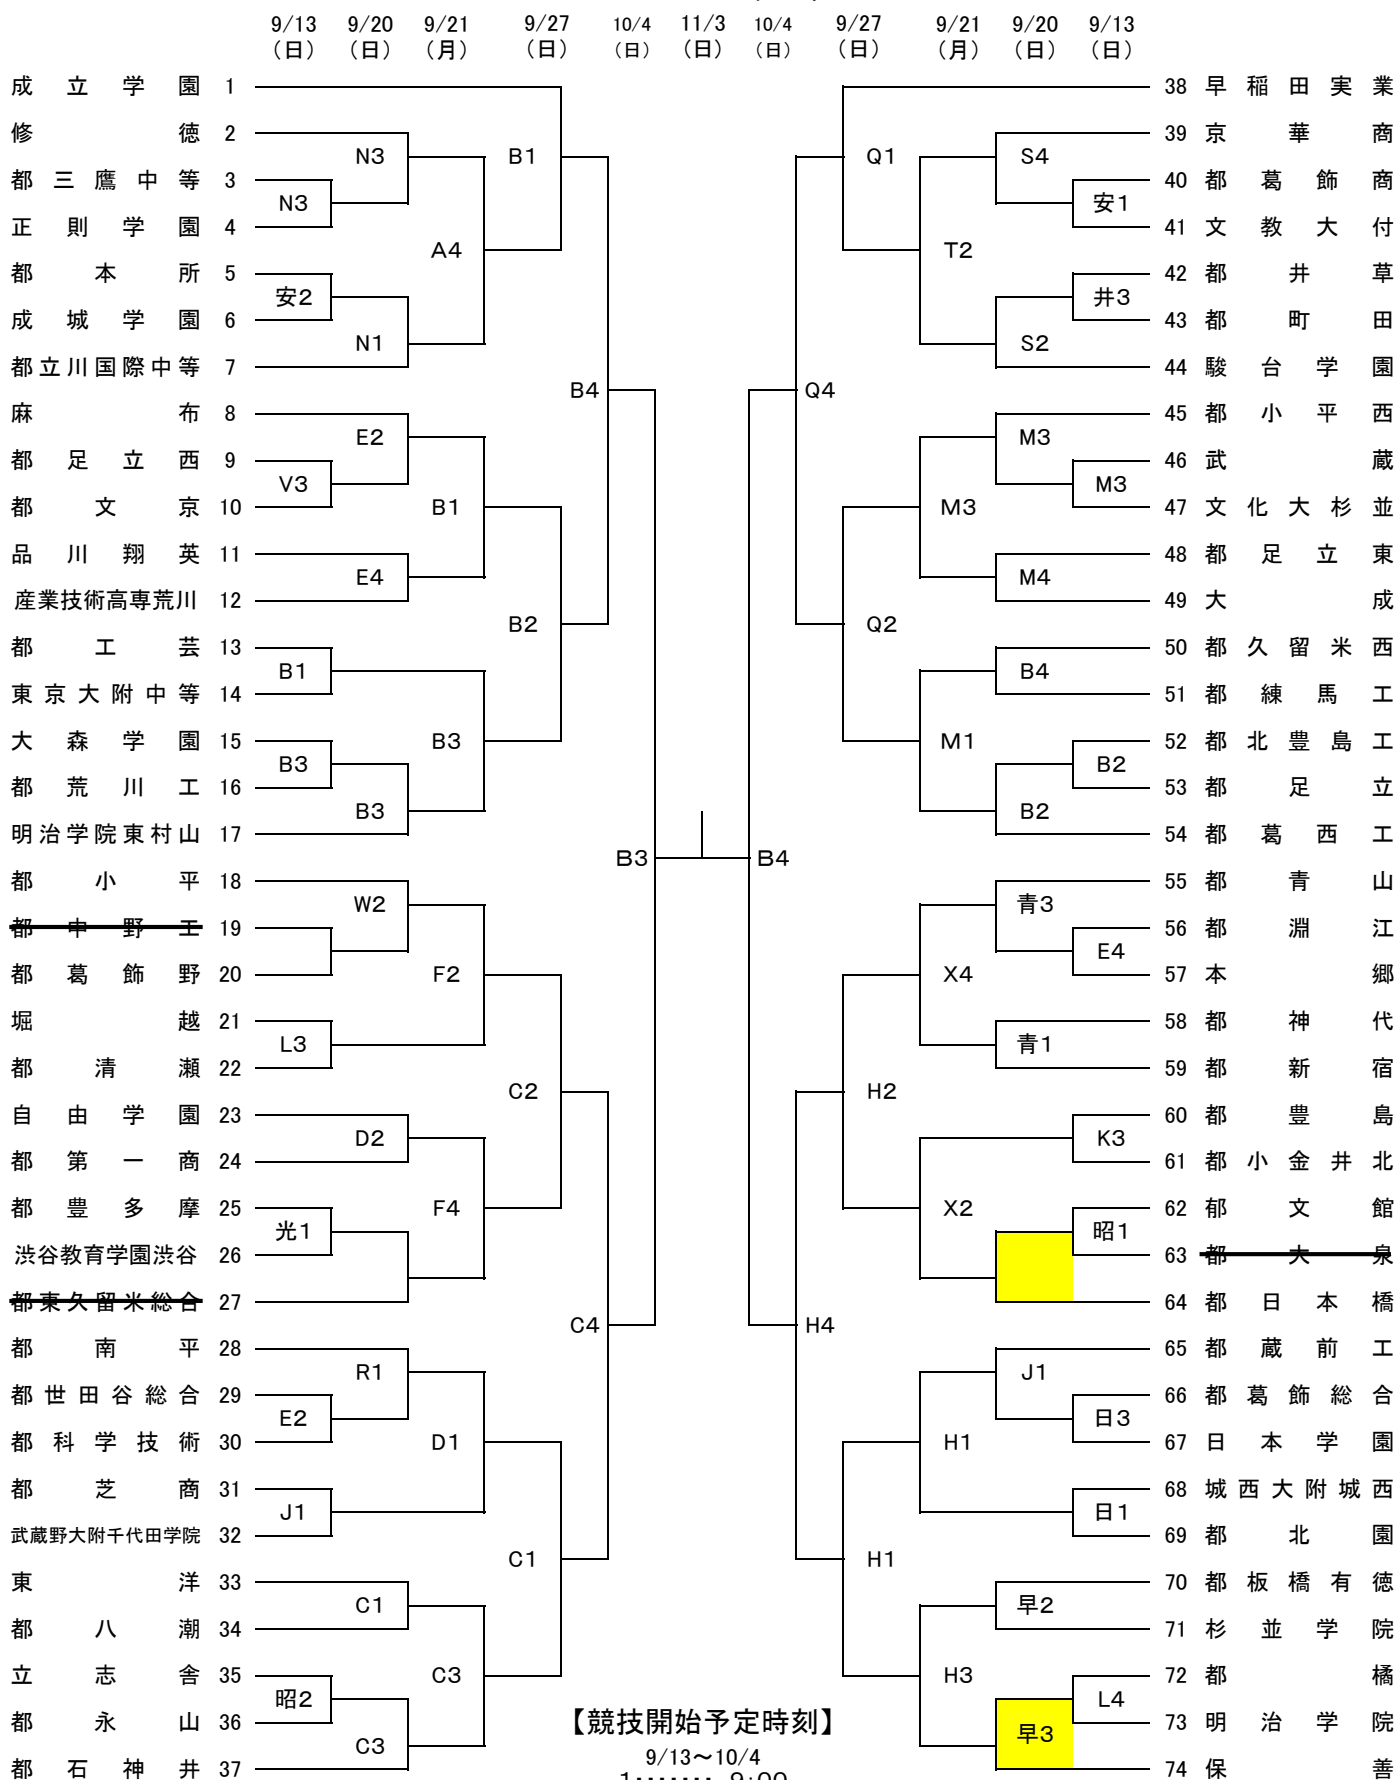 9/13 9/20 9/21 9/27 10/4 11/3 10/4 9/27 9/21 9/20 9/13
（日） （日） （月） （日） （日） （日） （日） （日） （月） （日） （日）
成立学園 1
修徳 2
都三鷹中等 3
正則学園 4
都本所 5
成城学園 6
都立川国際中等 7
麻布 8
都足立西 9
都文京 10
品川翔英 11
産業技術高専荒川 12
都工芸 13
東京大附中等 14
大森学園 15
都荒川工 16
明治学院東村山 17
都小平 18
都中野工 19
都葛飾野 20
堀越 21
都清瀬 22
自由学園 23
都第一商 24
都豊多摩 25
渋谷教育学園渋谷 26
都東久留米総合 27
都南平 28
都世田谷総合 29
都科学技術 30
都芝商 31
武蔵野大附千代田学院 32
東洋 33
都八潮 34
立志舎 35
都永山 36
都石神井 37
N3
安2
V3
B1
B3
L3
光1
E2
J1
昭2
N3
N1
E2
E4
B3
W2
D2
R1
C1
C3
A4
B1
B3
F2
F4
D1
C3
B1
B2
C2
C1
B4
C4
B3
B4
Q4
H4
Q1
Q2
H2
H1
T2
M3
M1
X4
X2
H1
H3
S4
S2
M3
M4
B4
B2
青3
青1
J1
早2
早3
安1
井3
M3
B2
E4
K3
昭1
日3
日1
L4
38 早稲田実業
39 京華商
40 都葛飾商
41 文教大付
42 都井草
43 都町田
44 駿台学園
45 都小平西
46 武蔵
47 文化大杉並
48 都足立東
49 大成
50 都久留米西
51 都練馬工
52 都北豊島工
53 都足立
54 都葛西工
55 都青山
56 都淵江
57 本郷
58 都神代
59 都新宿
60 都豊島
61 都小金井北
62 郁文館
63 都大泉
64 都日本橋
65 都蔵前工
66 都葛飾総合
67 日本学園
68 城西大附城西
69 都北園
70 都板橋有徳
71 杉並学院
72 都橘
73 明治学院
74 保善
【競技開始予定時刻】
9/13～10/4
1‥‥‥‥ 9:00